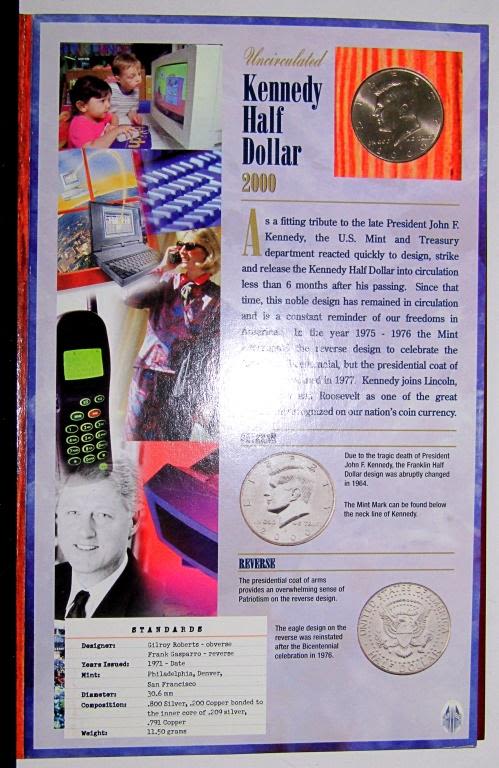 Uncirculated
Kennedy
Half
Dollar
2000
As a fitting tribute to the late President John F.
Kennedy, the U.S. Mint and Treasury
department reacted quickly to design, strike
and release the Kennedy Half Dollar into circulation
less than 6 months after his passing. Since that
time, this noble design has remained in circulation
and is a constant reminder of our freedoms in
America. In the year 1975 - 1976 the Mint
the reverse design to celebrate the
but the presidential coat of
in 1977. Kennedy joins Lincoln,
Roosevelt as one of the great
recognized on our nation's coin currency.
Due to the tragic death of President
John F. Kennedy, the Franklin Half
Dollar design was abruptly changed
in 1964.
The Mint Mark can be found below
the neck line of Kennedy.
REVERSE
The presidential coat of arms
provides an overwhelming sense of
Patriotism on the reverse design.
The eagle design on the
reverse was reinstated
after the Bicentennial
celebration in 1976.
STANDARDS
Designer: Gilroy Roberts - obverse
Frank Gasparro - reverse
Years Issued: 1971 - Date
Mint: Philadelphia, Denver,
San Francisco
Diameter: 30.6 mm
Composition: .800 Silver, .200 Copper bonded to
the inner core of .209 silver,
.791 Copper
Weight: 11.50 grams